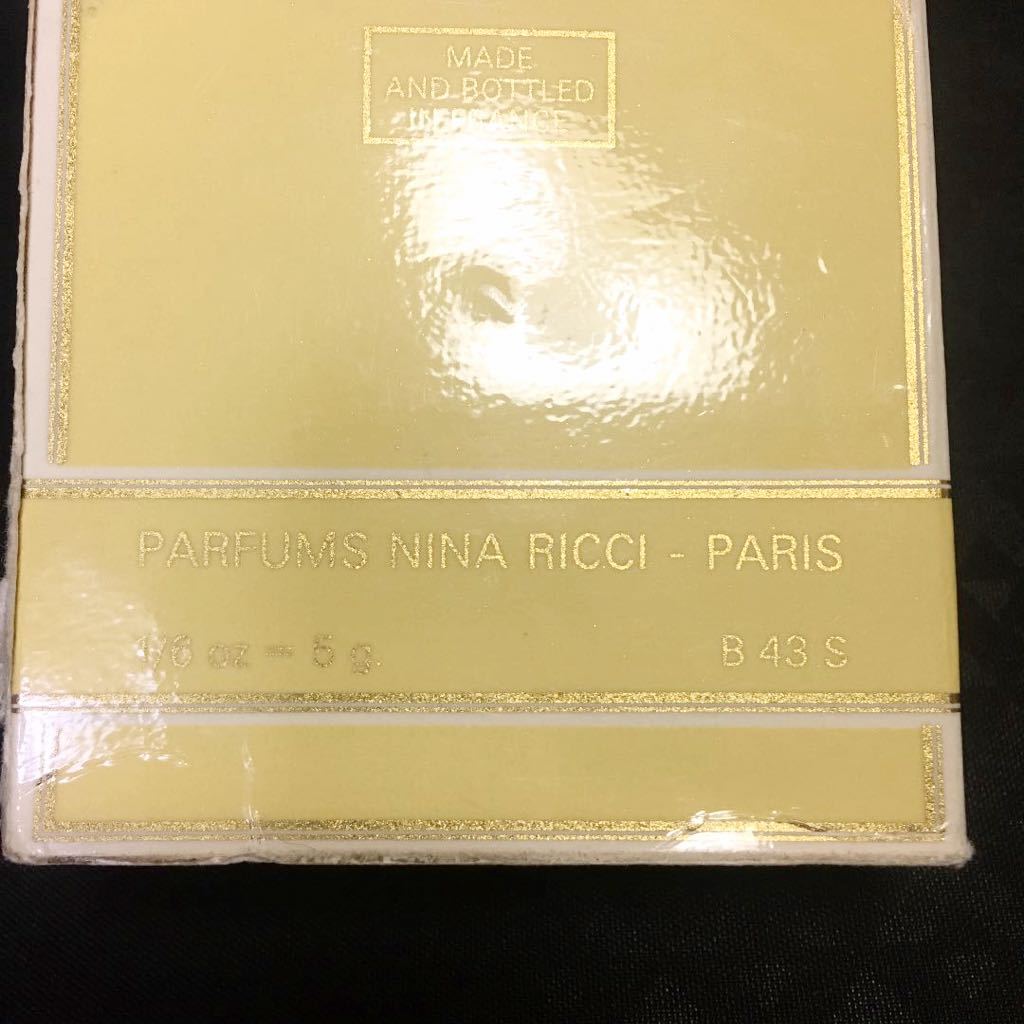 MADE
AND BOTTLED
IN FRANCE
PARFUMS NINA RICCI - PARIS
1/6 oz - 5 g.
B 43 S